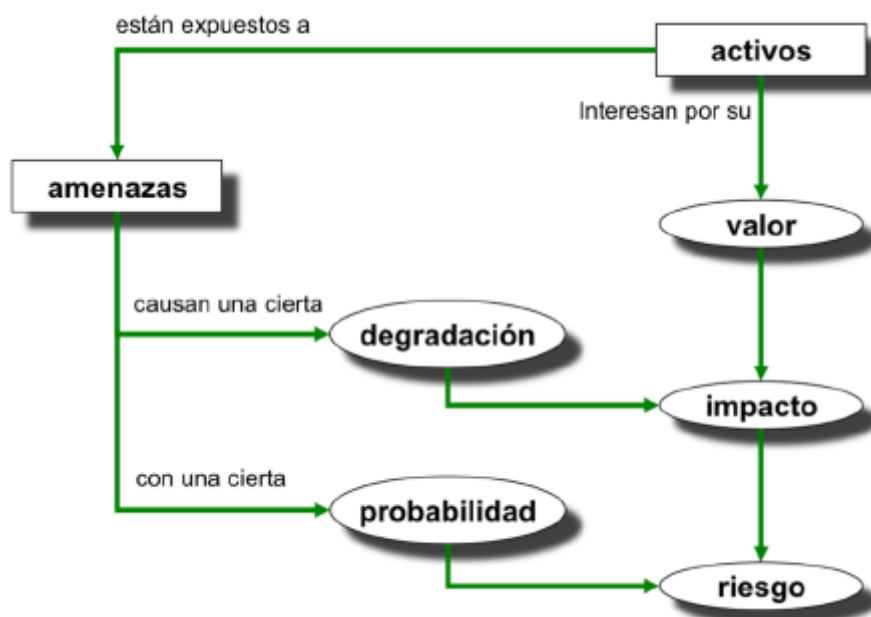 están expuestos a
activos
Interesan por su
amenazas
valor
causan una cierta
degradación
impacto
con una cierta
probabilidad
riesgo